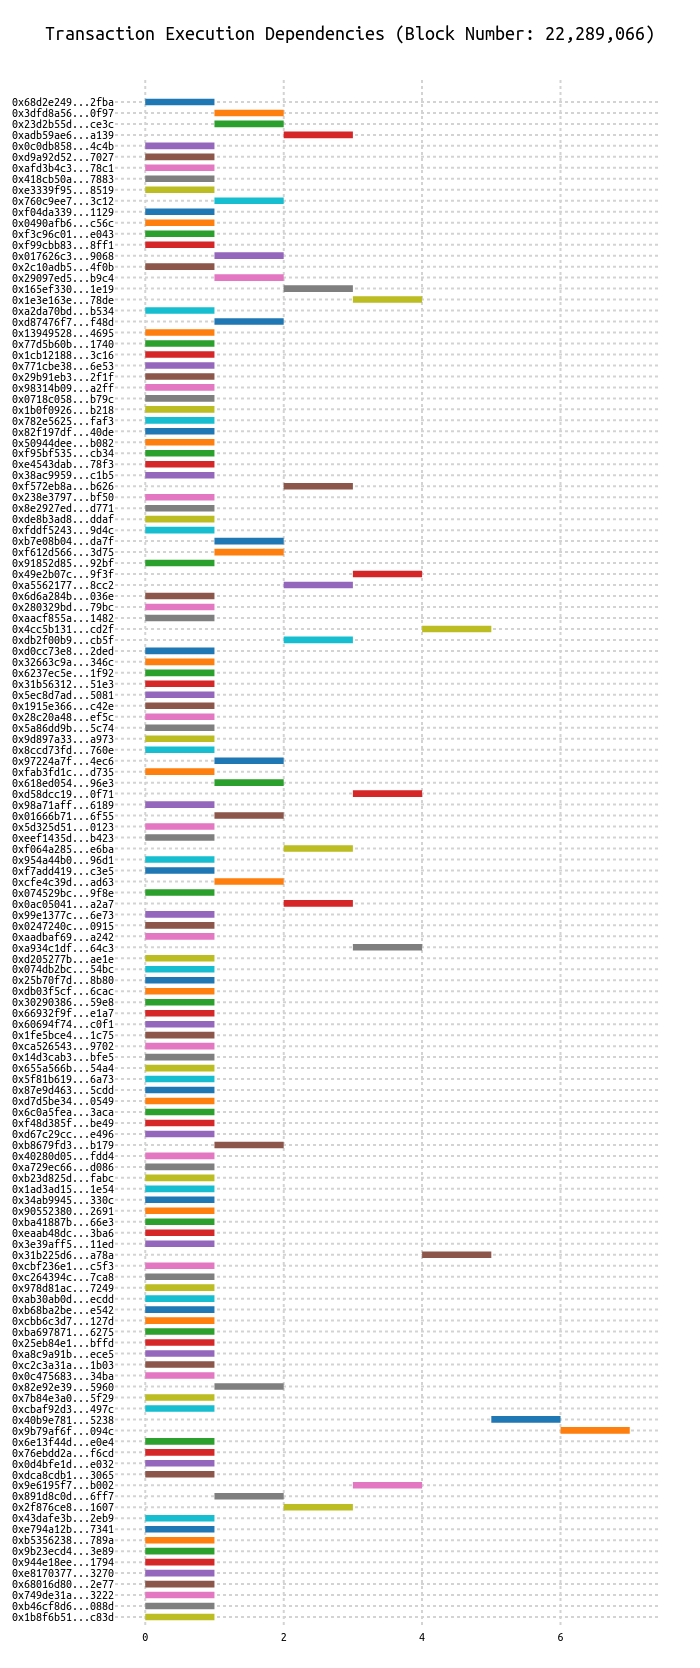 Transaction Execution Dependencies (Block Number: 22,289,066)
0x68d2e249...2fba
0x3dfd8a56...0f97
0x23d2b55d...ce3c
0xadb59ae6...a139
0x0c0db858...4c4b
0xd9a92d52...7027
0xafd3b4c3...78c1
0x418cb50a...7883
0xe3339f95...8519
0x760c9ee7...3c12
0xf04da339...1129
0x0490afb6...c56c
0xf3c96c01...e043
0xf99cbb83...8ff1
0x017626c3...9068
0x2c10adb5...4f0b
0x29097ed5...b9c4
0x165ef330...1e19
0x1e3e163e...78de
0xa2da70bd...b534
0xd87476f7...f48d
0x13949528...4695
0x77d5b60b...1740
0x1cb12188...3c16
0x771cbe38...6e53
0x29b91eb3...2f1f
0x98314b09...a2ff
0x0718c058...b79c
0x1b0f0926...b218
0x782e5625...faf3
0x82f197df...40de
0x50944dee...b082
0xf95bf535...cb34
0xe4543dab...78f3
0x38ac9959...c1b5
0xf572eb8a...b626
0x238e3797...bf50
0x8e2927ed...d771
0xde8b3ad8...ddaf
0xfddf5243...9d4c
0xb7e08b04...da7f
0xf612d566...3d75
0x91852d85...92bf
0x49e2b07c...9f3f
0xa5562177...8cc2
0x6d6a284b...036e
0x280329bd...79bc
0xaacf855a...1482
0x4cc5b131...cd2f
0xdb2f00b9...cb5f
0xd0cc73e8...2ded
0x32663c9a...346c
0x6237ec5e...1f92
0x31b56312...51e3
0x5ec8d7ad...5081
0x1915e366...c42e
0x28c20a48...ef5c
0x5a86dd9b...5c74
0x9d897a33...a973
0x8ccd73fd...760e
0x97224a7f...4ec6
0xfab3fd1c...d735
0x618ed054...96e3
0xd58dcc19...0f71
0x98a71aff...6189
0x01666b71...6f55
0x5d325d51...0123
0xeef1435d...b423
0xf064a285...e6ba
0x954a44b0...96d1
0xf7add419...c3e5
0xcfe4c39d...ad63
0x074529bc...9f8e
0x0ac05041...a2a7
0x99e1377c...6e73
0x0247240c...0915
0xaadbaf69...a242
0xa934c1df...64c3
0xd205277b...ae1e
0x074db2bc...54bc
0x25b70f7d...8b80
0xdb03f5cf...6cac
0x30290386...59e8
0x66932f9f...e1a7
0x60694f74...c0f1
0x1fe5bce4...1c75
0xca526543...9702
0x14d3cab3...bfe5
0x655a566b...54a4
0x5f81b619...6a73
0x87e9d463...5cdd
0xd7d5be34...0549
0x6c0a5fea...3aca
0xf48d385f...be49
0xd67c29cc...e496
0xb8679fd3...b179
0x40280d05...fdd4
0xa729ec66...d086
0xb23d825d...fabc
0x1ad3ad15...1e54
0x34ab9945...330c
0x90552380...2691
0xba41887b...66e3
0xeaab48dc...3ba6
0x3e39aff5...11ed
0x31b225d6...a78a
0xcbf236e1...c5f3
0xc264394c...7ca8
0x978d81ac...7249
0xab30ab0d...ecdd
0xb68ba2be...e542
0xcbb6c3d7...127d
0xba697871...6275
0x25eb84e1...bffd
0xa8c9a91b...ece5
0xc2c3a31a...1b03
0x0c475683...34ba
0x82e92e39...5960
0x7b84e3a0...5f29
0xcbaf92d3...497c
0x40b9e781...5238
0x9b79af6f...094c
0x6e13f44d...e0e4
0x76ebdd2a...f6cd
0x0d4bfe1d...e032
0xdca8cdb1...3065
0x9e6195f7...b002
0x891d8c0d...6ff7
0x2f876ce8...1607
0x43dafe3b...2eb9
0xe794a12b...7341
0xb5356238...789a
0x9b23ecd4...3e89
0x944e18ee...1794
0xe8170377...3270
0x68016d80...2e77
0x749de31a...3222
0xb46cf8d6...088d
0x1b8f6b51...c83d
0 2 4 6